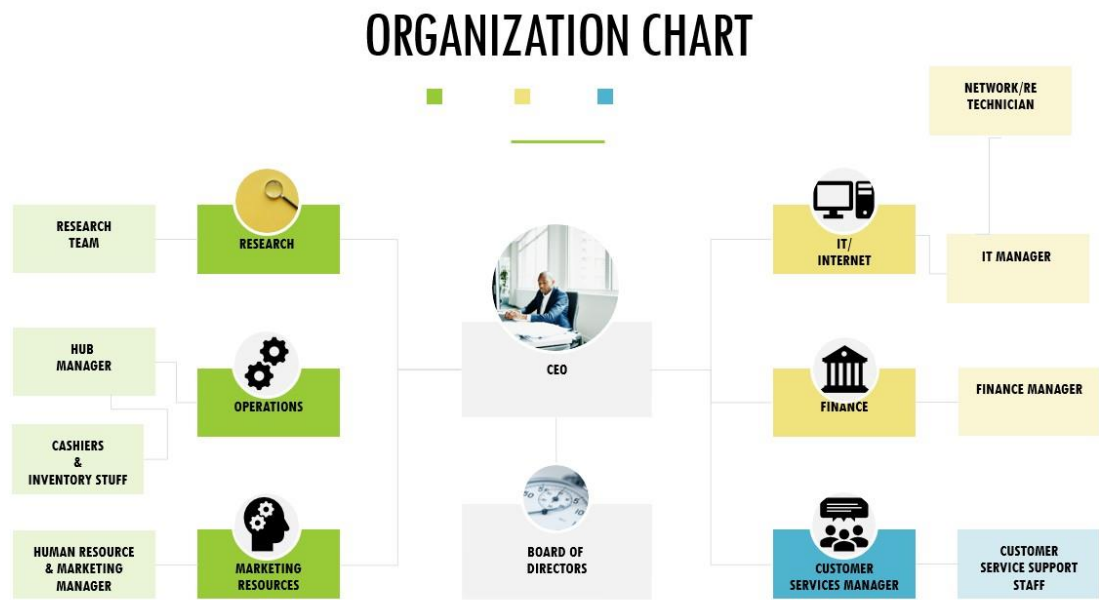 ORGANIZATION CHART
NETWORK/RE
TECHNICIAN
RESEARCH
TEAM
RESEARCH
IT/
INTERNET
IT MANAGER
HUB
MANAGER
OPERATIONS
CEO
FINANCE
FINANCE MANAGER
CASHIERS
&
INVENTORY STUFF
HUMAN RESOURCE
& MARKETING
MANAGER
MARKETING
RESOURCES
BOARD OF
DIRECTORS
CUSTOMER
SERVICES MANAGER
CUSTOMER
SERVICE SUPPORT
STAFF